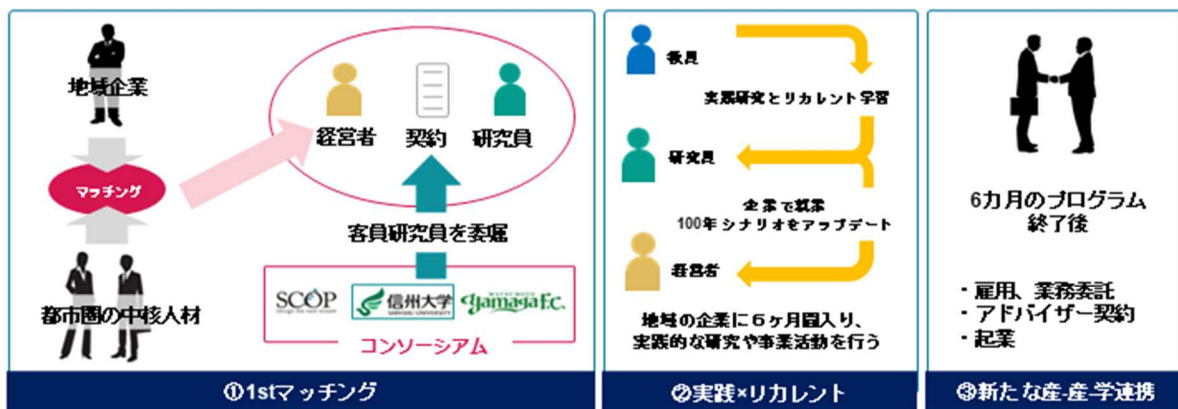 地域企業
マッチング
都市圏の中核人材
経営者
契約
研究員
客員研究員を委嘱
SCOP
信州大学
SHINSHU UNIVERSITY
yamaga F.C.
コンソーシアム
①1stマッチング
教員
実践研究とリカレント学習
研究員
企業で就業
100年シナリオをアップデート
経営者
地域の企業に6ヶ月間入り、
実践的な研究や事業活動を行う
②実践×リカレント
6カ月のプログラム
終了後
・雇用、業務委託
・アドバイザー契約
・起業
③新たな産-産-学連携